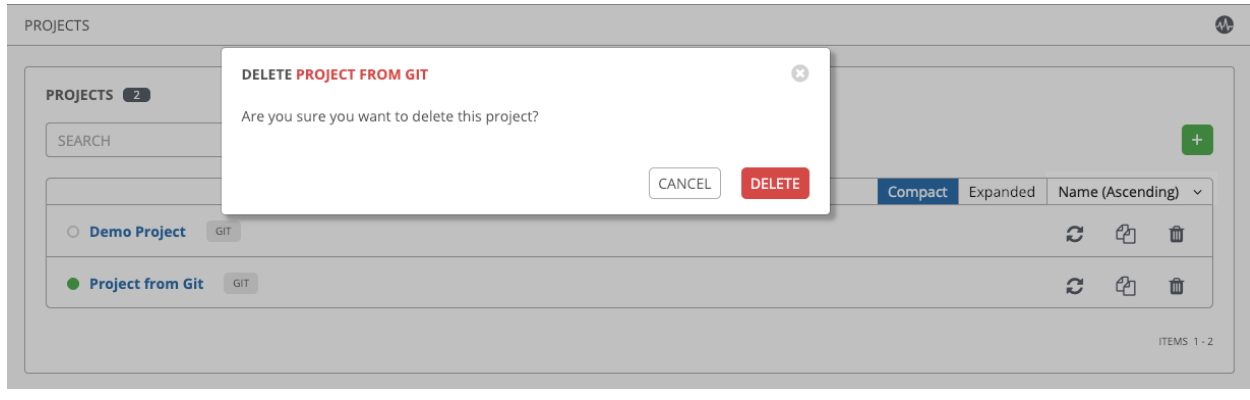 PROJECTS
DELETE PROJECT FROM GIT
PROJECTS 2
Are you sure you want to delete this project?
SEARCH
+
CANCEL DELETE
Compact Expanded Name (Ascending)
Demo Project GIT
Project from Git GIT
ITEMS 1 - 2